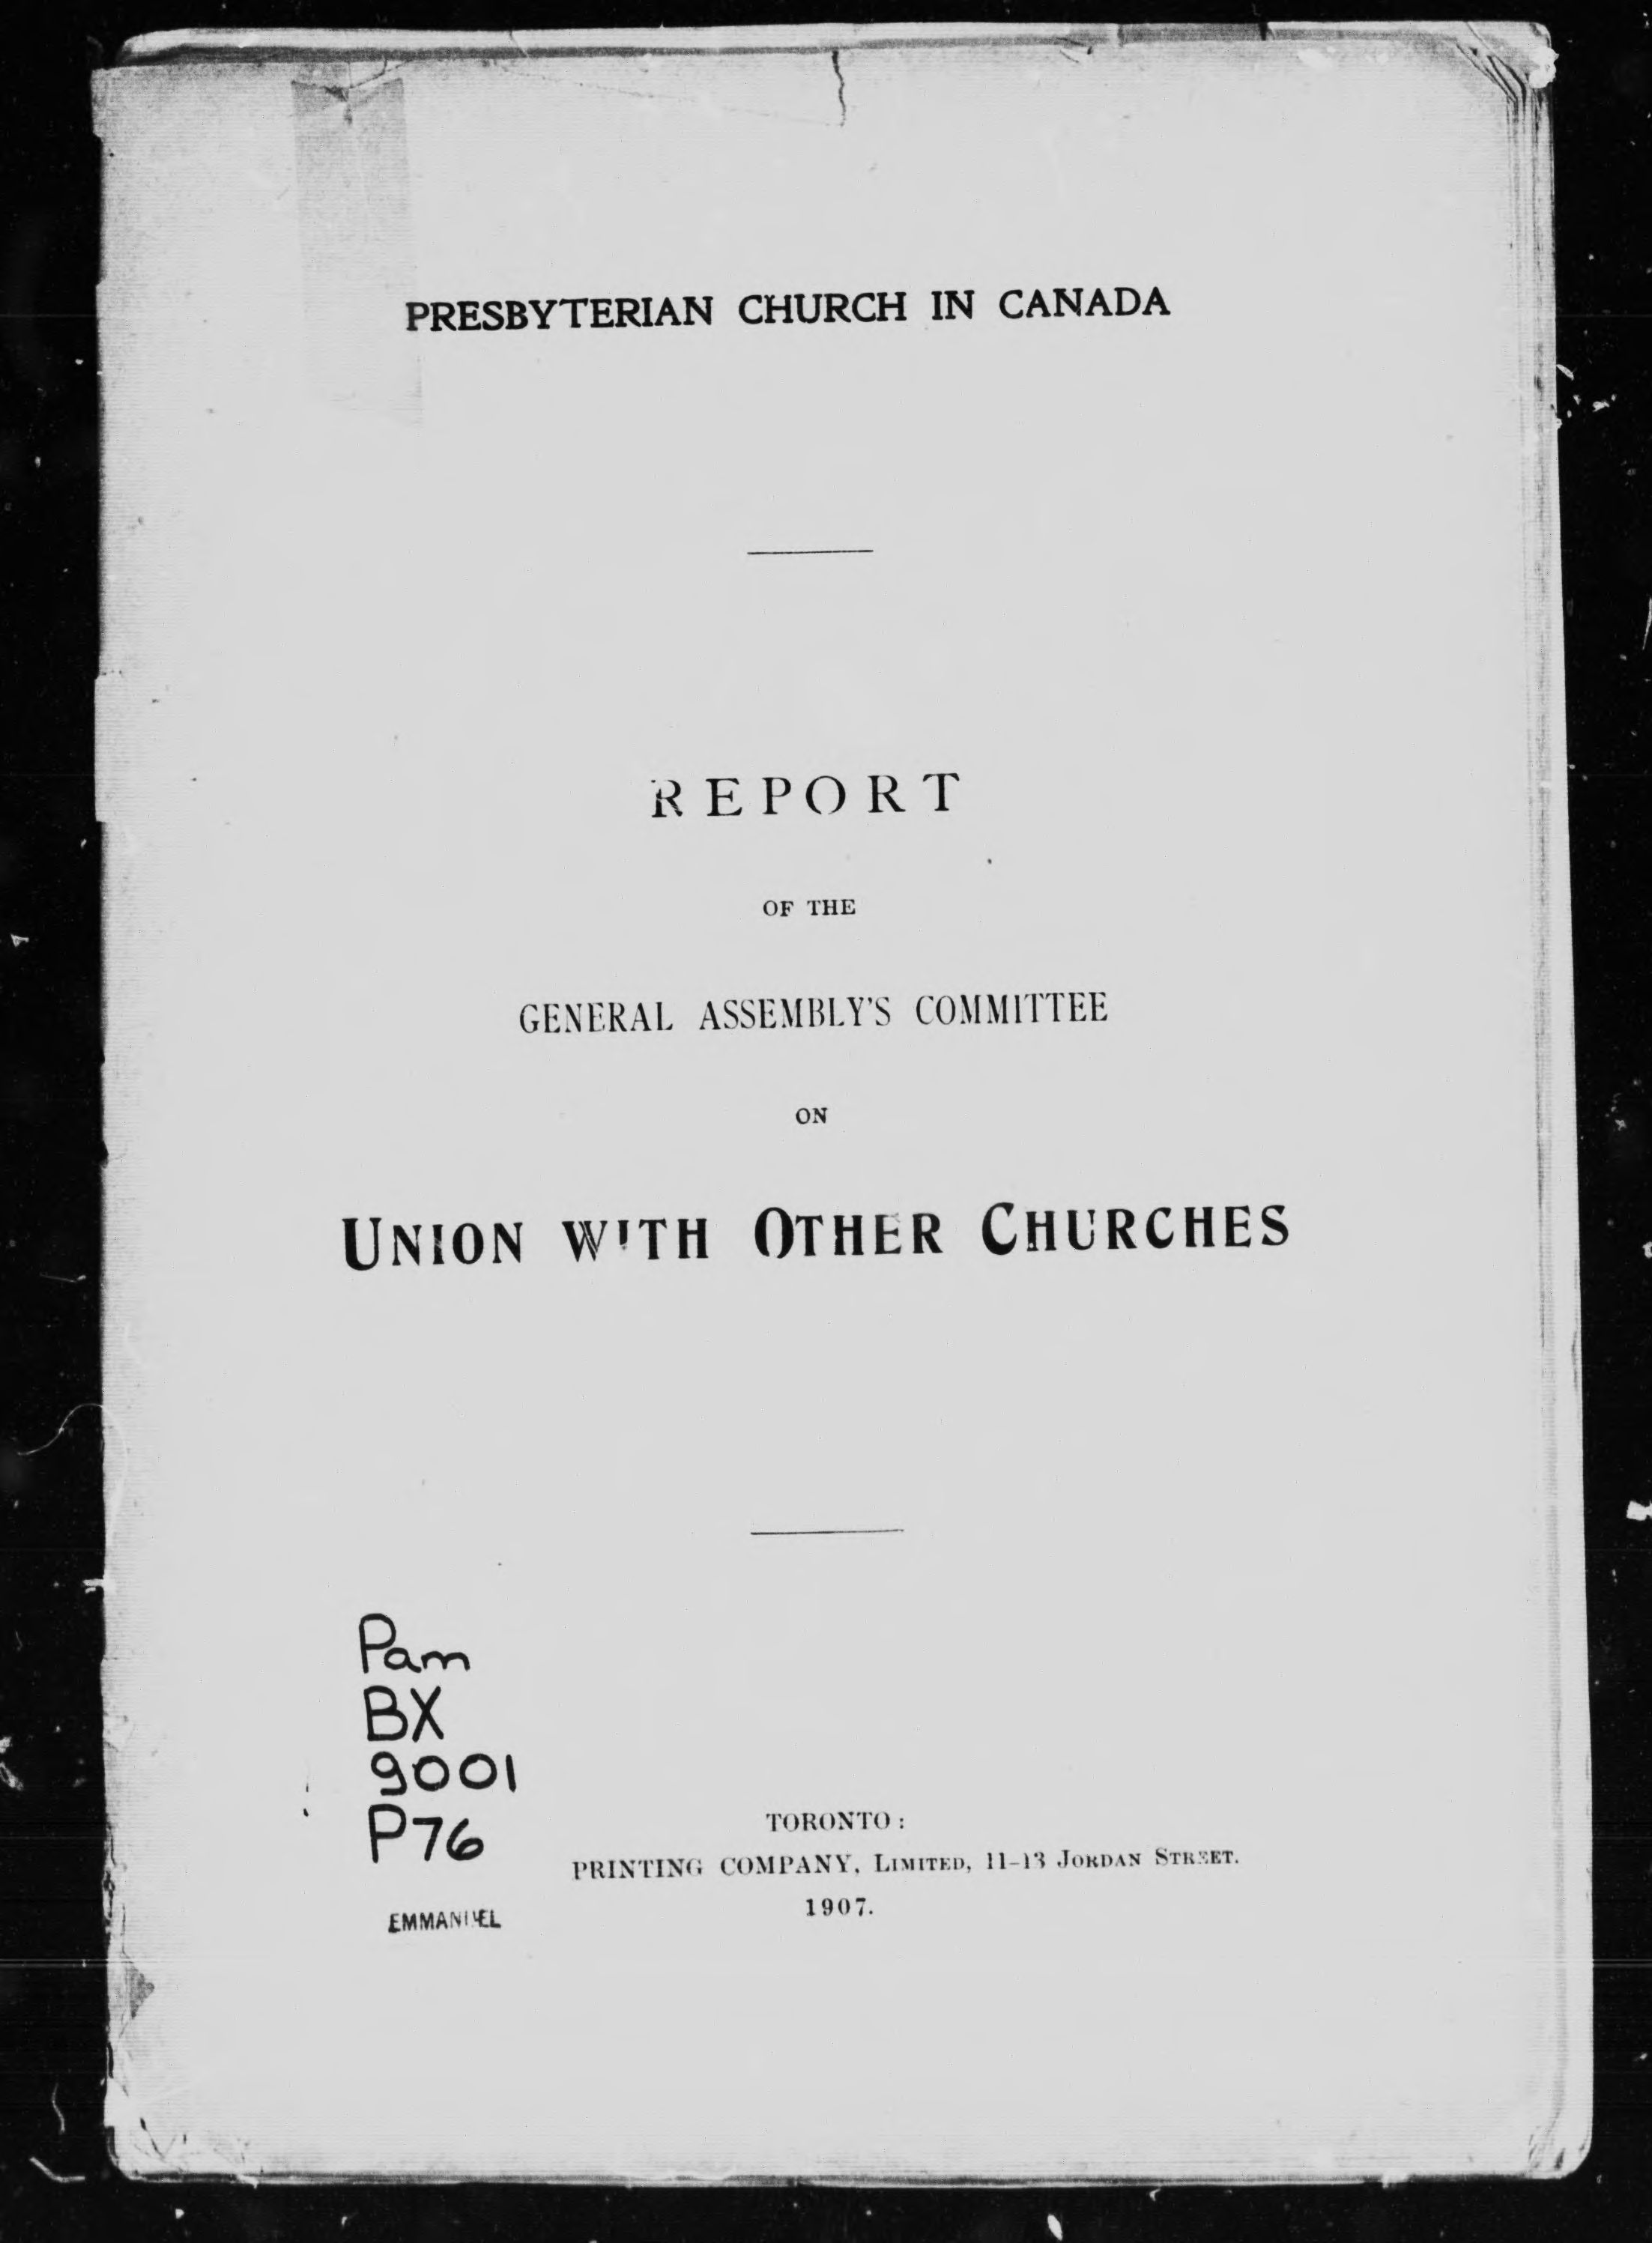 PRESBYTERIAN CHURCH IN CANADA
REPORT
OF THE
GENERAL ASSEMBLY'S COMMITTEE
ON
UNION WITH OTHER CHURCHES
Pam
BX
9001
P76
EMMANUEL
TORONTO:
PRINTING COMPANY, LIMITED, 11-13 JORDAN STREET.
1907.